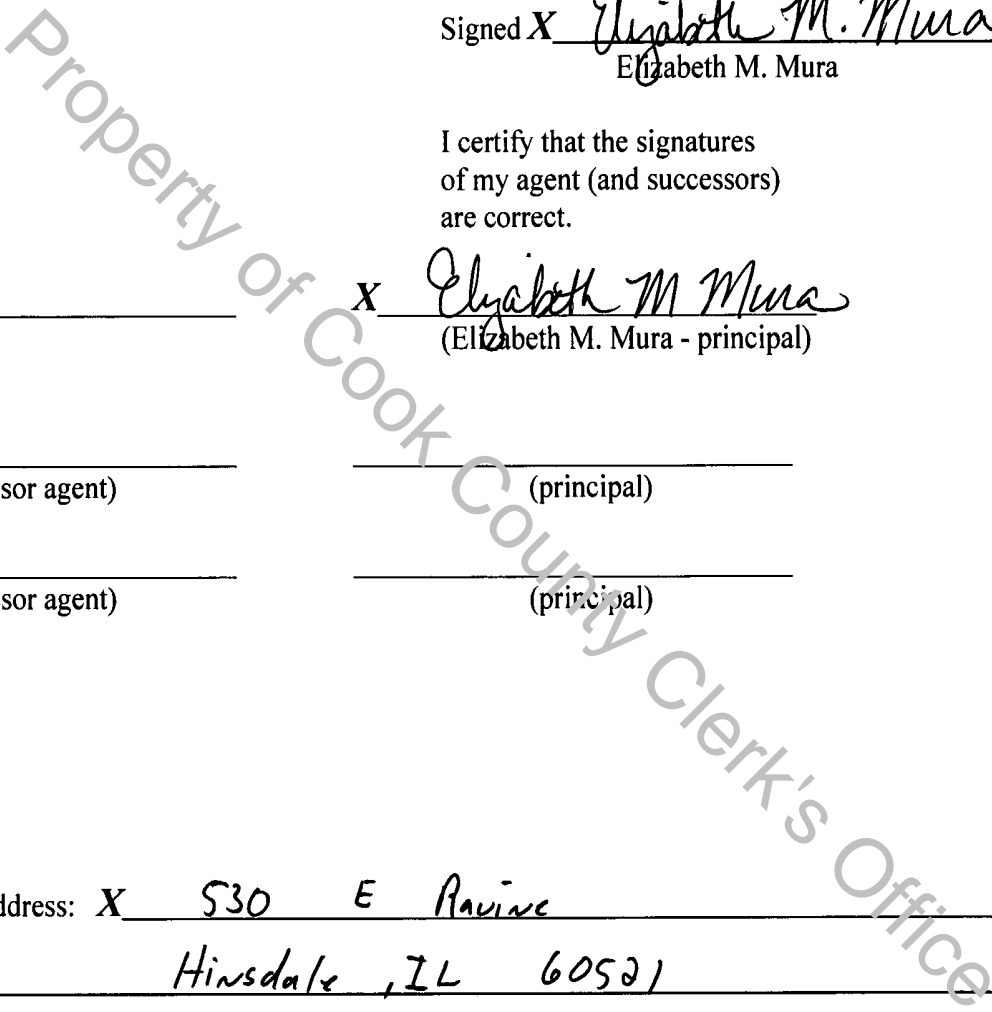 Signed X Elizabeth M. Mura
Elizabeth M. Mura
I certify that the signatures
of my agent (and successors)
are correct.
X Elizabeth M Mura
(Elizabeth M. Mura - principal)
sor agent) (principal)
sor agent) (principal)
ddress: X 530 E Ravine
Hinsdale, IL 60521
Property of Cook County Clerk's Office